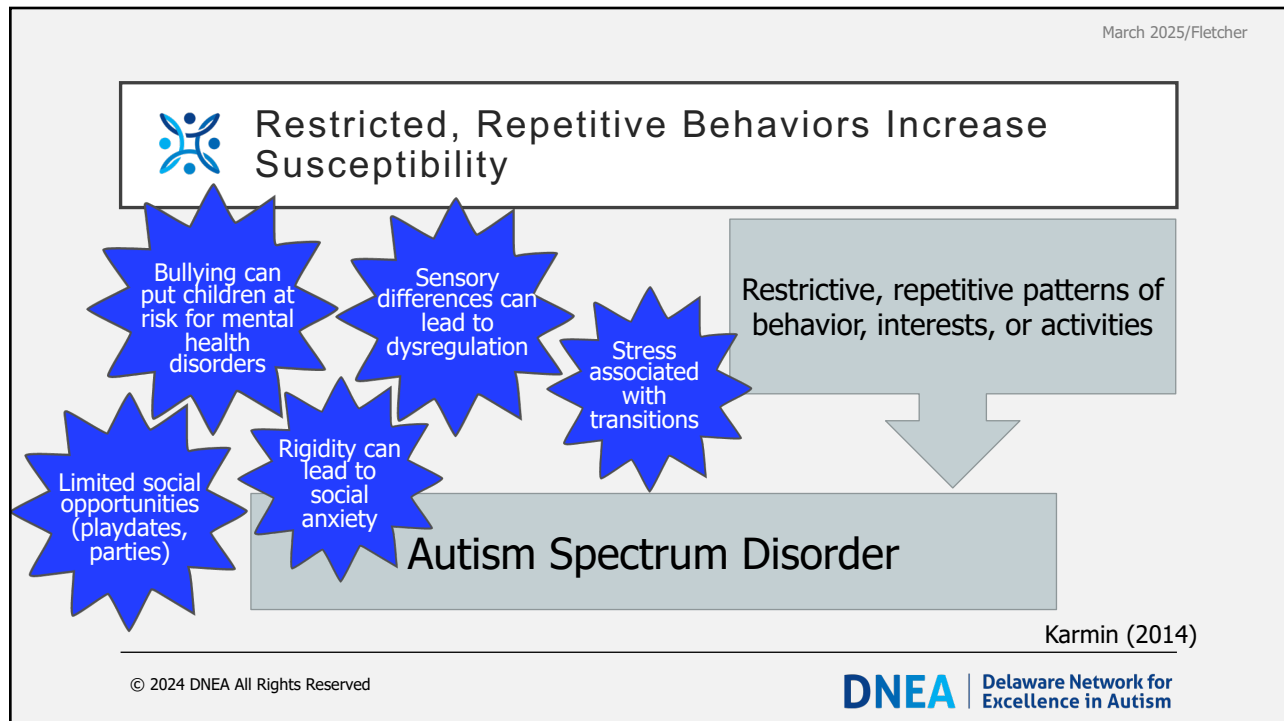 March 2025/Fletcher
Restricted, Repetitive Behaviors Increase
Susceptibility
Bullying can
put children at
risk for mental
health
disorders
Sensory
differences can
lead to
dysregulation
Stress
associated
with
transitions
Restrictive, repetitive patterns of
behavior, interests, or activities
Limited social
opportunities
(playdates,
parties)
Rigidity can
lead to
social
anxiety
Autism Spectrum Disorder
Karmin (2014)
© 2024 DNEA All Rights Reserved
DNEA
Delaware Network for
Excellence in Autism